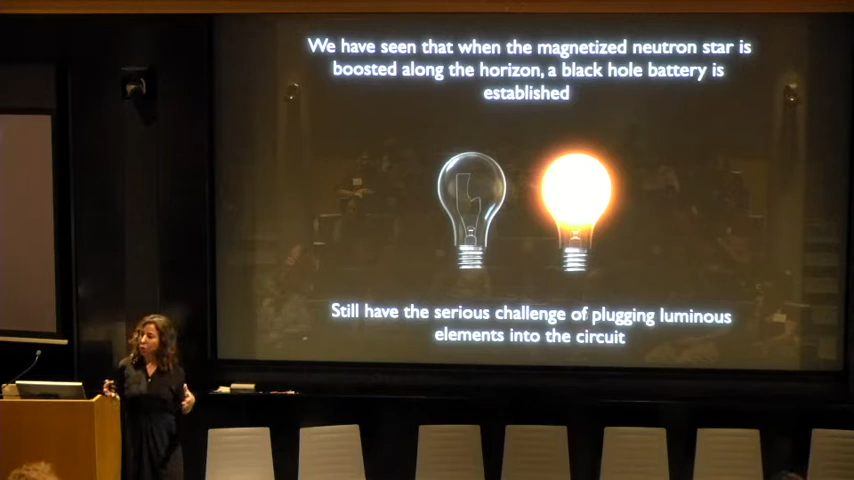 We have seen that when the magnetized neutron star is
boosted along the horizon, a black hole battery is
established
Still have the serious challenge of plugging luminous
elements into the circuit